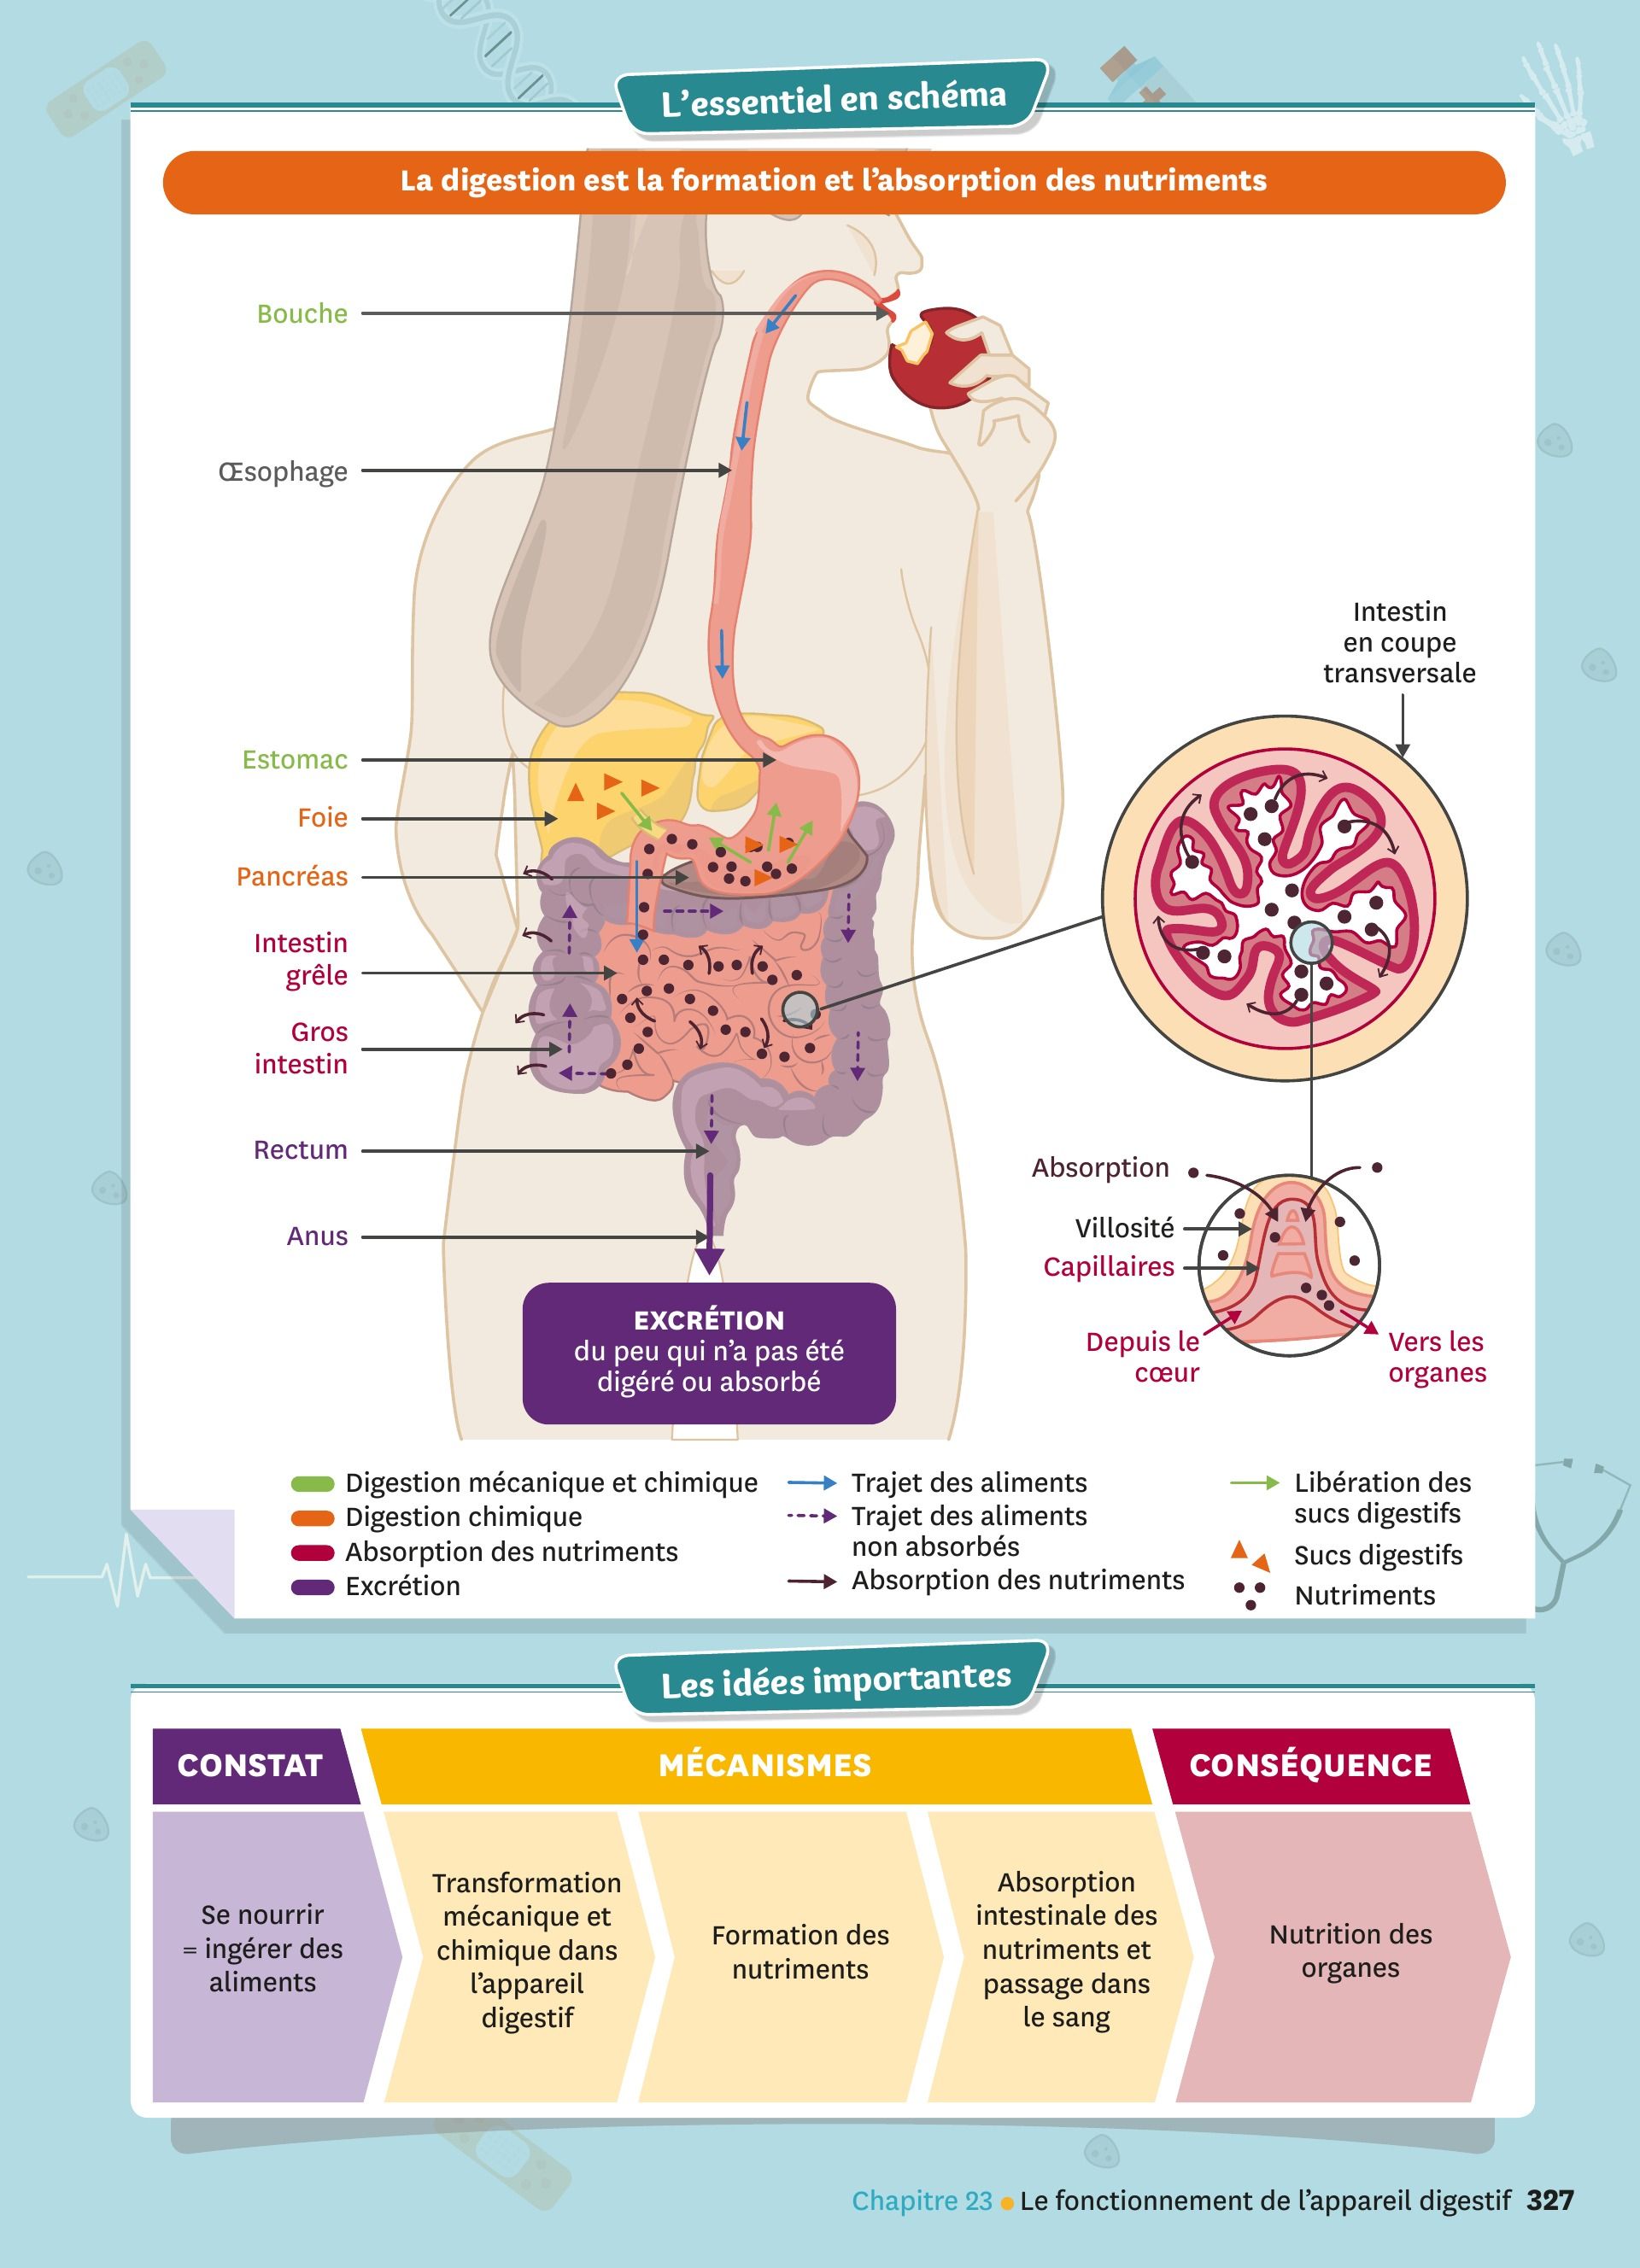 L'essentiel en schéma
La digestion est la formation et l'absorption des nutriments
Bouche
Œsophage
Estomac
Foie
Pancréas
Intestin
grêle
Gros
intestin
Rectum
Anus
EXCRÉTION
du peu qui n'a pas été
digéré ou absorbé
Intestin
en coupe
transversale
Absorption
Villosité
Capillaires
Depuis le
cœur
Vers les
organes
Digestion mécanique et chimique
Digestion chimique
Absorption des nutriments
Excrétion
Trajet des aliments
Trajet des aliments
non absorbés
Absorption des nutriments
Libération des
sucs digestifs
Sucs digestifs
Nutriments
Les idées importantes
CONSTAT
MÉCANISMES
CONSÉQUENCE
Se nourrir
= ingérer des
aliments
Transformation
mécanique et
chimique dans
l'appareil
digestif
Formation des
nutriments
Absorption
intestinale des
nutriments et
passage dans
le sang
Nutrition des
organes
Chapitre 23 • Le fonctionnement de l'appareil digestif 327